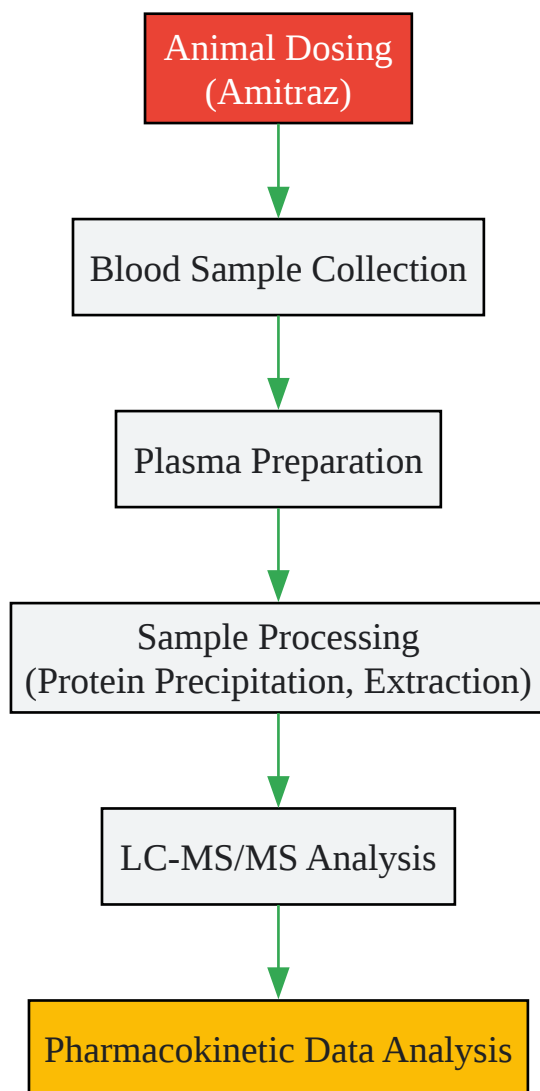 Animal Dosing
(Amitraz)
Blood Sample Collection
Plasma Preparation
Sample Processing
(Protein Precipitation, Extraction)
LC-MS/MS Analysis
Pharmacokinetic Data Analysis